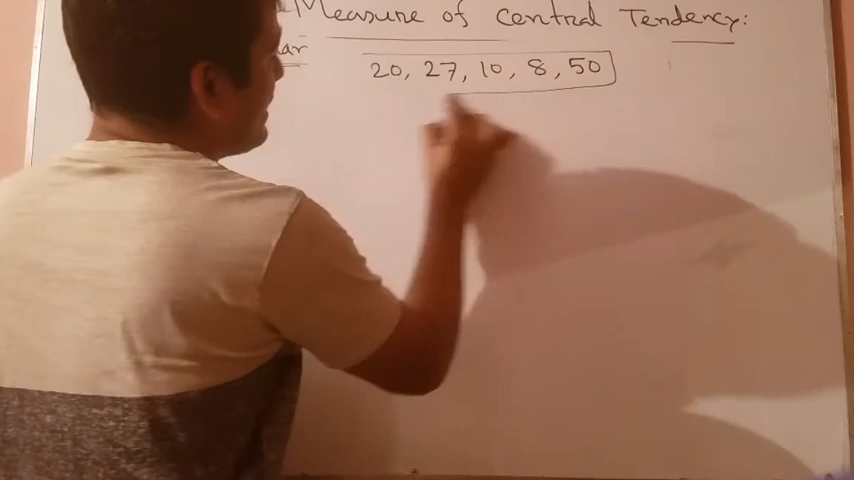 Measure of Central Tendency:
20, 27, 10, 8, 50